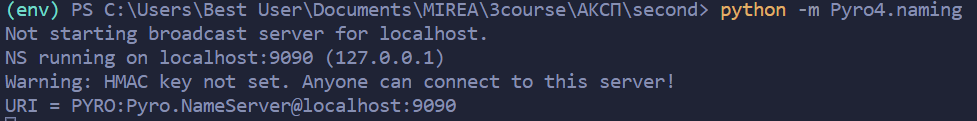 (env) PS C:\Users\Best User\Documents\MIREA\3course\АКСП\second> python -m Pyro4.naming
Not starting broadcast server for localhost.
NS running on localhost:9090 (127.0.0.1)
Warning: HMAC key not set. Anyone can connect to this server!
URI = PYRO:Pyro.NameServer@localhost:9090